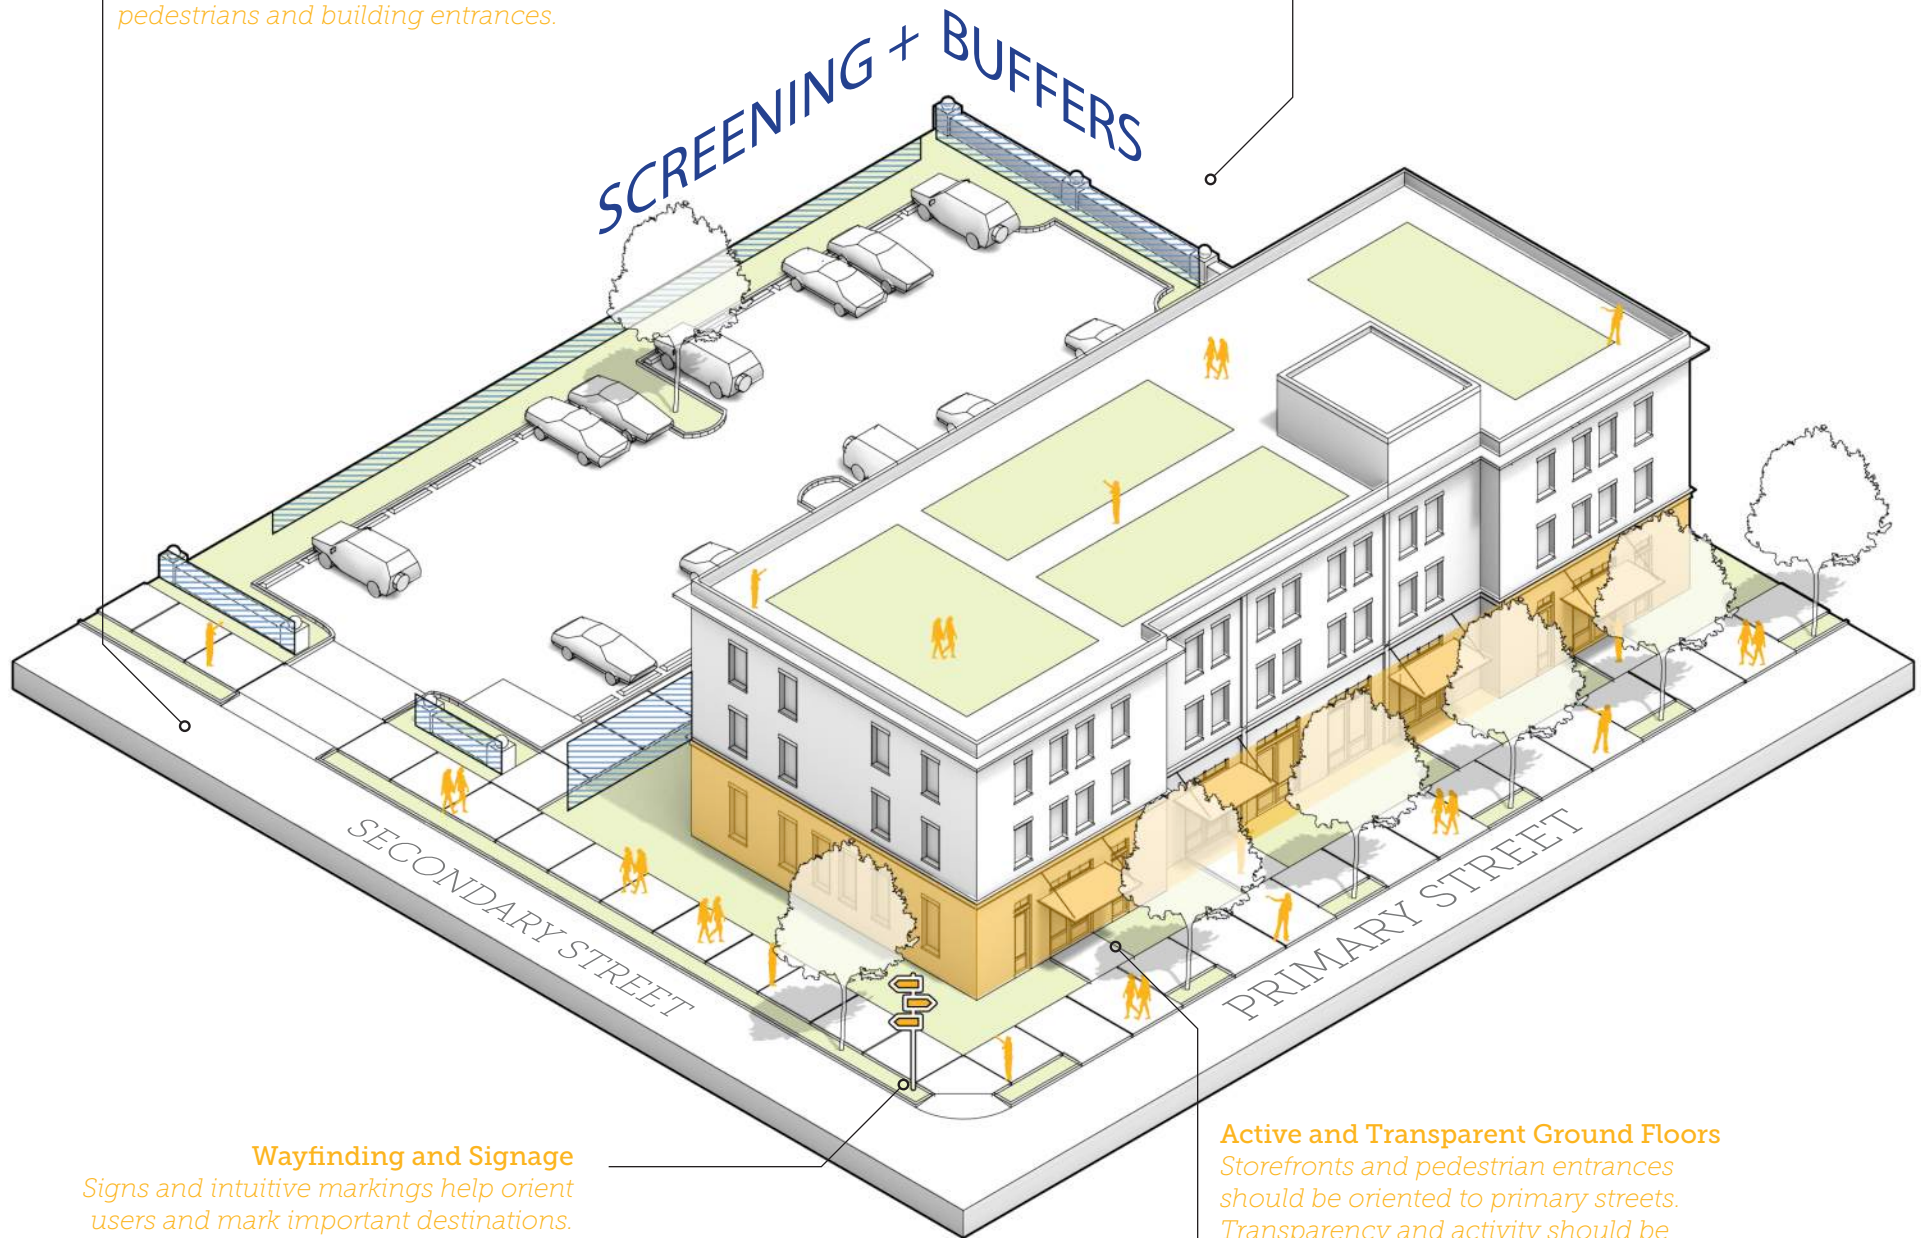 pedestrians and building entrances.
SCREENING + BUFFERS
SECONDARY STREET
PRIMARY STREET
Wayfinding and Signage
Signs and intuitive markings help orient
users and mark important destinations.
Active and Transparent Ground Floors
Storefronts and pedestrian entrances
should be oriented to primary streets.
Transparency and activity should be